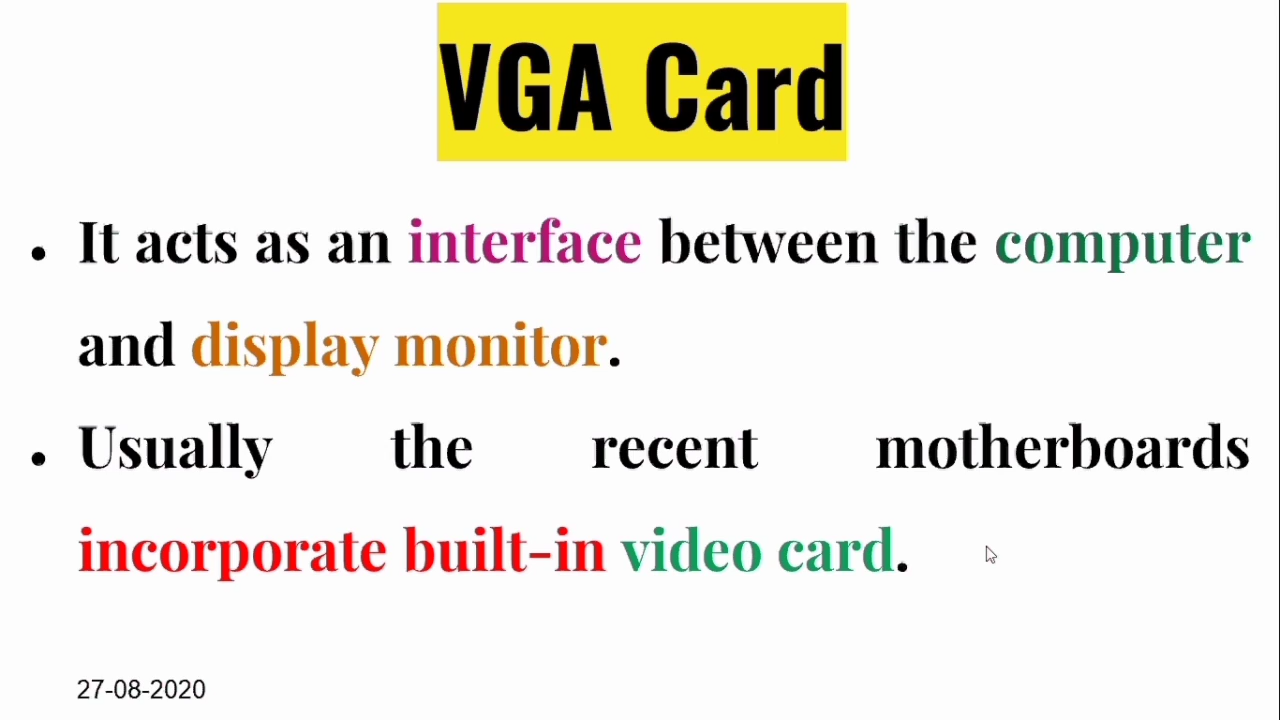 VGA Card
• It acts as an interface between the computer
and display monitor.
• Usually the recent motherboards
incorporate built-in video card.
27-08-2020